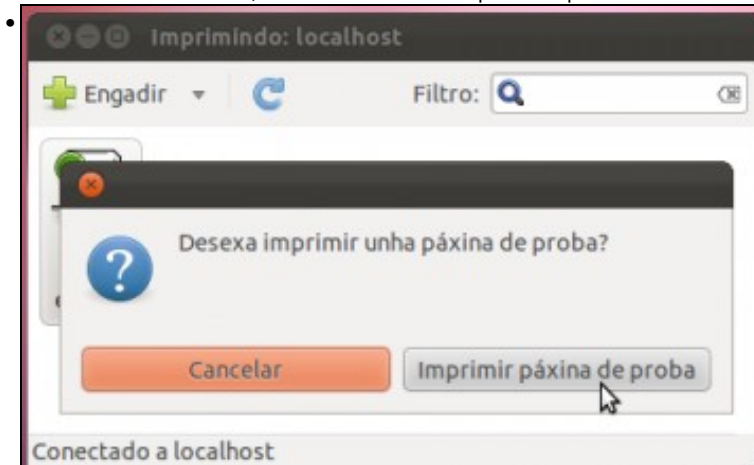 Imprimindo: localhost
Engadir Filtro:
Desexa imprimir unha páxina de proba?
Cancelar Imprimir páxina de proba
Conectado a localhost